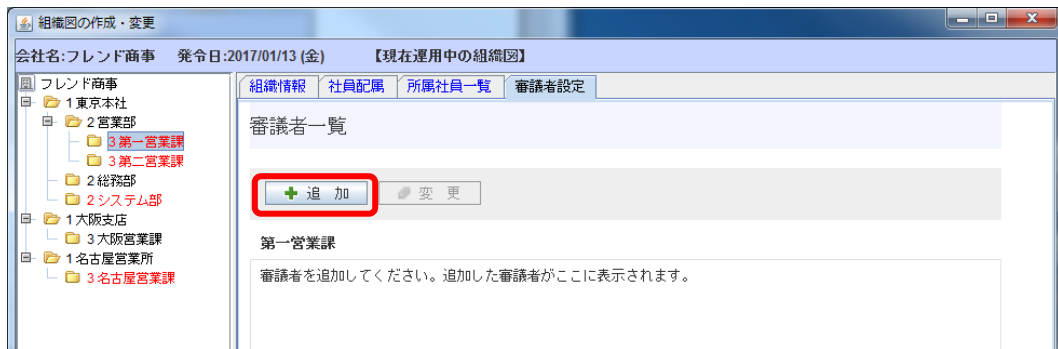 組織図の作成・変更
会社名:フレンド商事 発令日:2017/01/13 (金) 【現在運用中の組織図】
フレンド商事
1 東京本社
2 営業部
3 第一営業課
3 第二営業課
2 総務部
2 システム部
1 大阪支店
3 大阪営業課
1 名古屋営業所
3 名古屋営業課
組織情報 社員配属 所属社員一覧 審議者設定
審議者一覧
追 加 変 更
第一営業課
審議者を追加してください。追加した審議者がここに表示されます。